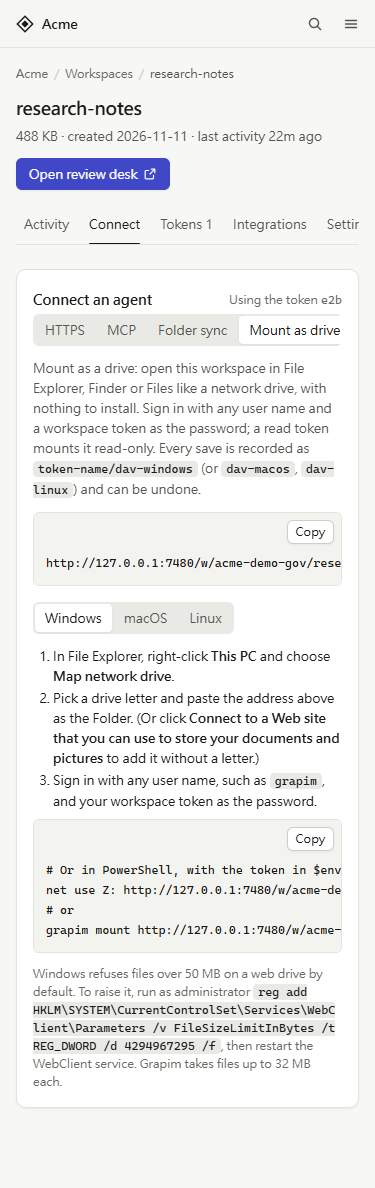 Acme
Acme / Workspaces / research-notes
research-notes
488 KB · created 2026-11-11 · last activity 22m ago
Open review desk
Activity Connect Tokens 1 Integrations Settin
Connect an agent Using the token e2b
HTTPS MCP Folder sync Mount as drive
Mount as a drive: open this workspace in File
Explorer, Finder or Files like a network drive, with
nothing to install. Sign in with any user name and
a workspace token as the password; a read token
mounts it read-only. Every save is recorded as
token-name/dav-windows (or dav-macos, dav-
linux) and can be undone.
Copy
http://127.0.0.1:7480/w/acme-demo-gov/rese
Windows macOS Linux
1. In File Explorer, right-click This PC and choose
Map network drive.
2. Pick a drive letter and paste the address above
as the Folder. (Or click Connect to a Web site
that you can use to store your documents and
pictures to add it without a letter.)
3. Sign in with any user name, such as grapim,
and your workspace token as the password.
Copy
# Or in PowerShell, with the token in $env
net use Z: http://127.0.0.1:7480/w/acme-de
# or
grapim mount http://127.0.0.1:7480/w/acme-
Windows refuses files over 50 MB on a web drive by
default. To raise it, run as administrator reg add
HKLM\SYSTEM\CurrentControlSet\Services\WebC
lient\Parameters /v FileSizeLimitInBytes /t
REG_DWORD /d 4294967295 /f, then restart the
WebClient service. Grapim takes files up to 32 MB
each.